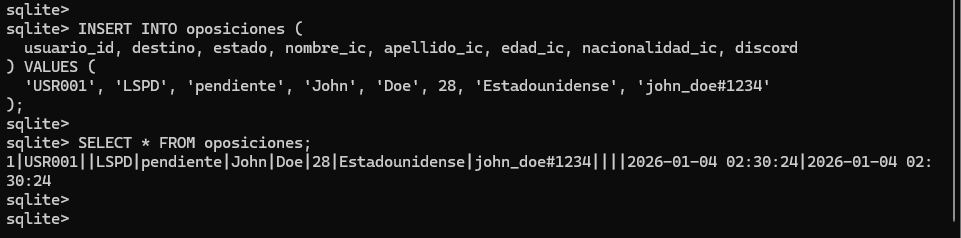 sqlite>
sqlite> INSERT INTO oposiciones (
  usuario_id, destino, estado, nombre_ic, apellido_ic, edad_ic, nacionalidad_ic, discord
) VALUES (
  'USR001', 'LSPD', 'pendiente', 'John', 'Doe', 28, 'Estadounidense', 'john_doe#1234'
);
sqlite>
sqlite> SELECT * FROM oposiciones;
1|USR001||LSPD|pendiente|John|Doe|28|Estadounidense|john_doe#1234||||2026-01-04 02:30:24|2026-01-04 02:
30:24
sqlite>
sqlite>